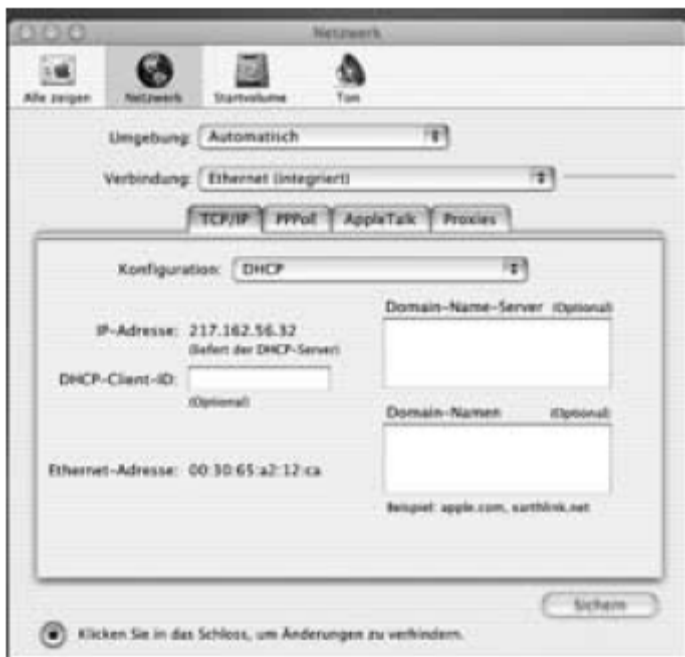 Netzwerk
Alle zeigen Netzwerk Startvolume Ton
Umgebung: Automatisch
Verbindung: Ethernet (integriert)
TCP/IP PPPoE AppleTalk Proxies
Konfiguration: DHCP
Domain-Name-Server (Optional)
IP-Adresse: 217.162.56.32
(liefert der DHCP-Server)
DHCP-Client-ID:
(Optional)
Domain-Namen (Optional)
Ethernet-Adresse: 00:30:65:a2:12:ca
Beispiel: apple.com, earthlink.net
Sichern
Klicken Sie in das Schloss, um Änderungen zu verhindern.